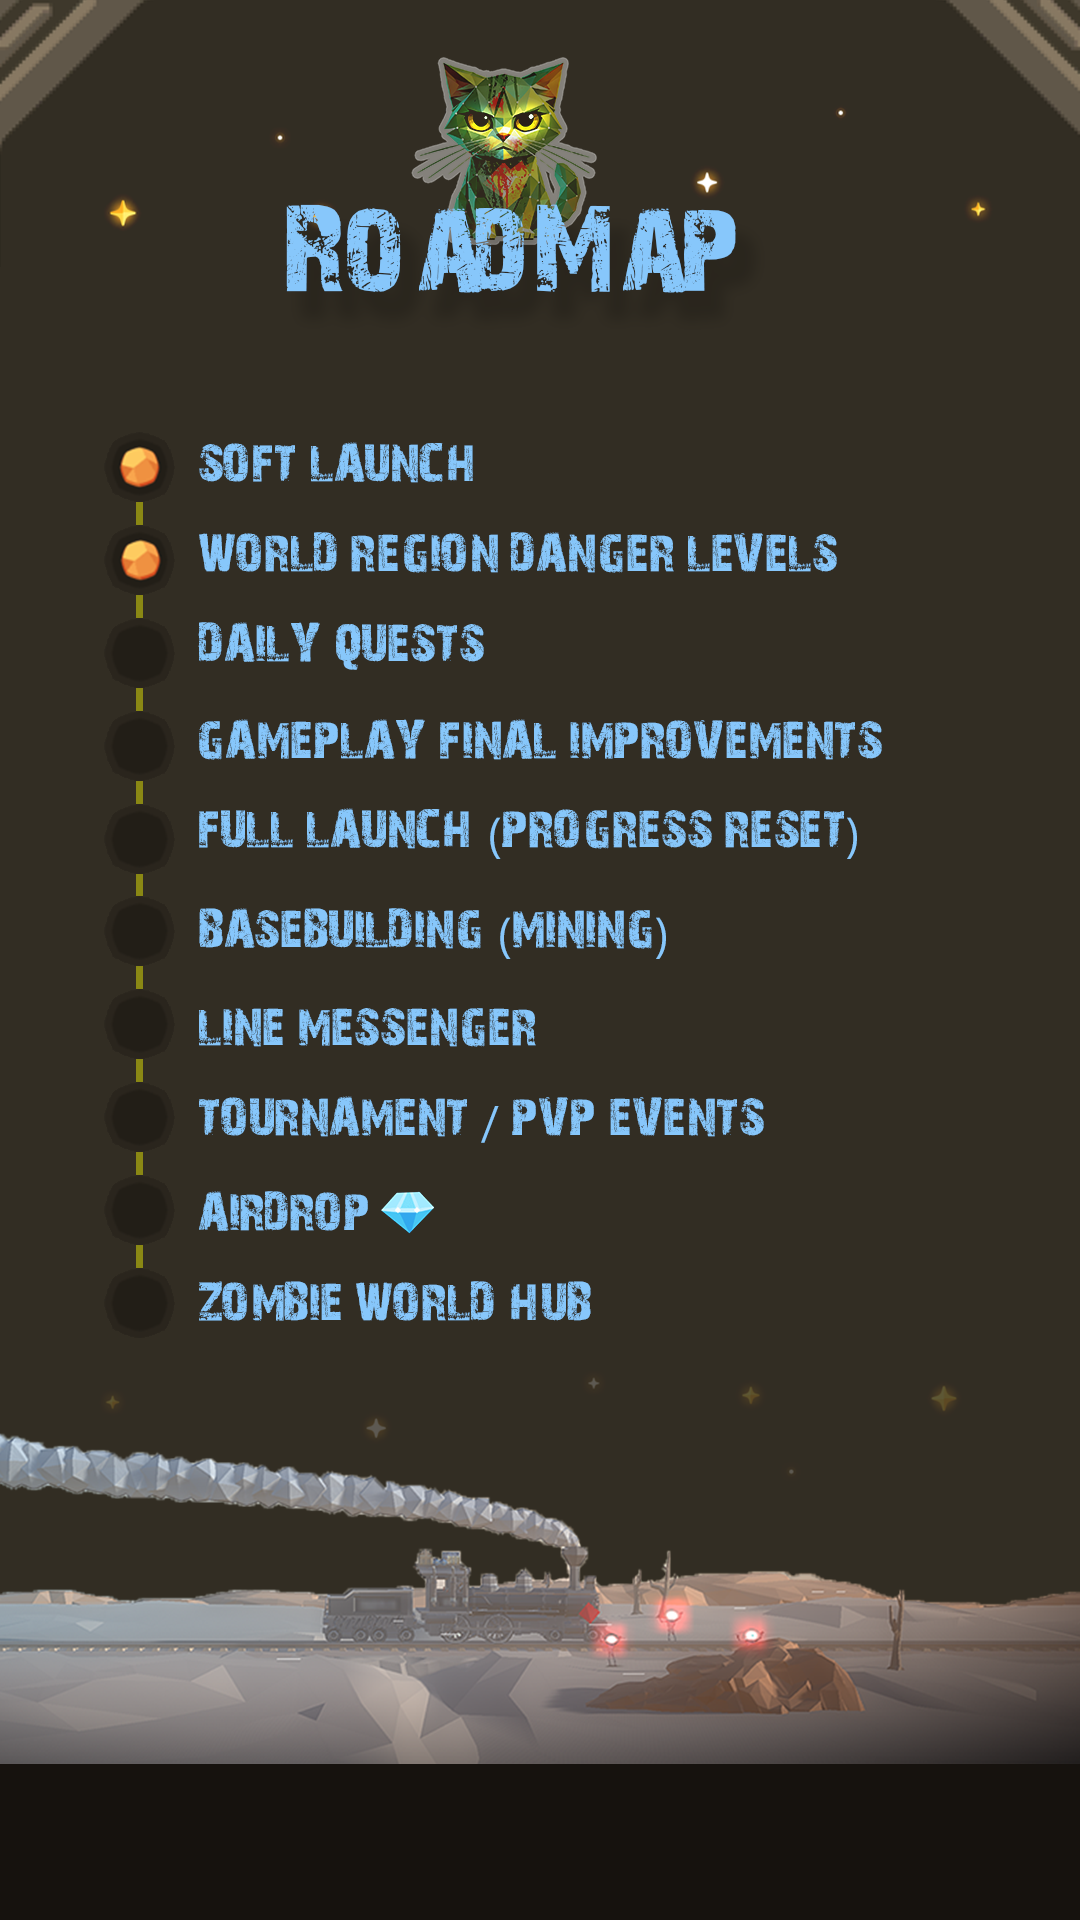 ROADMAP
SOFT LAUNCH
WORLD REGION DANGER LEVELS
DAILY QUESTS
GAMEPLAY FINAL IMPROVEMENTS
FULL LAUNCH (PROGRESS RESET)
BASEBUILDING (MINING)
LINE MESSENGER
TOURNAMENT / PVP EVENTS
AIRDROP 💎
ZOMBIE WORLD HUB